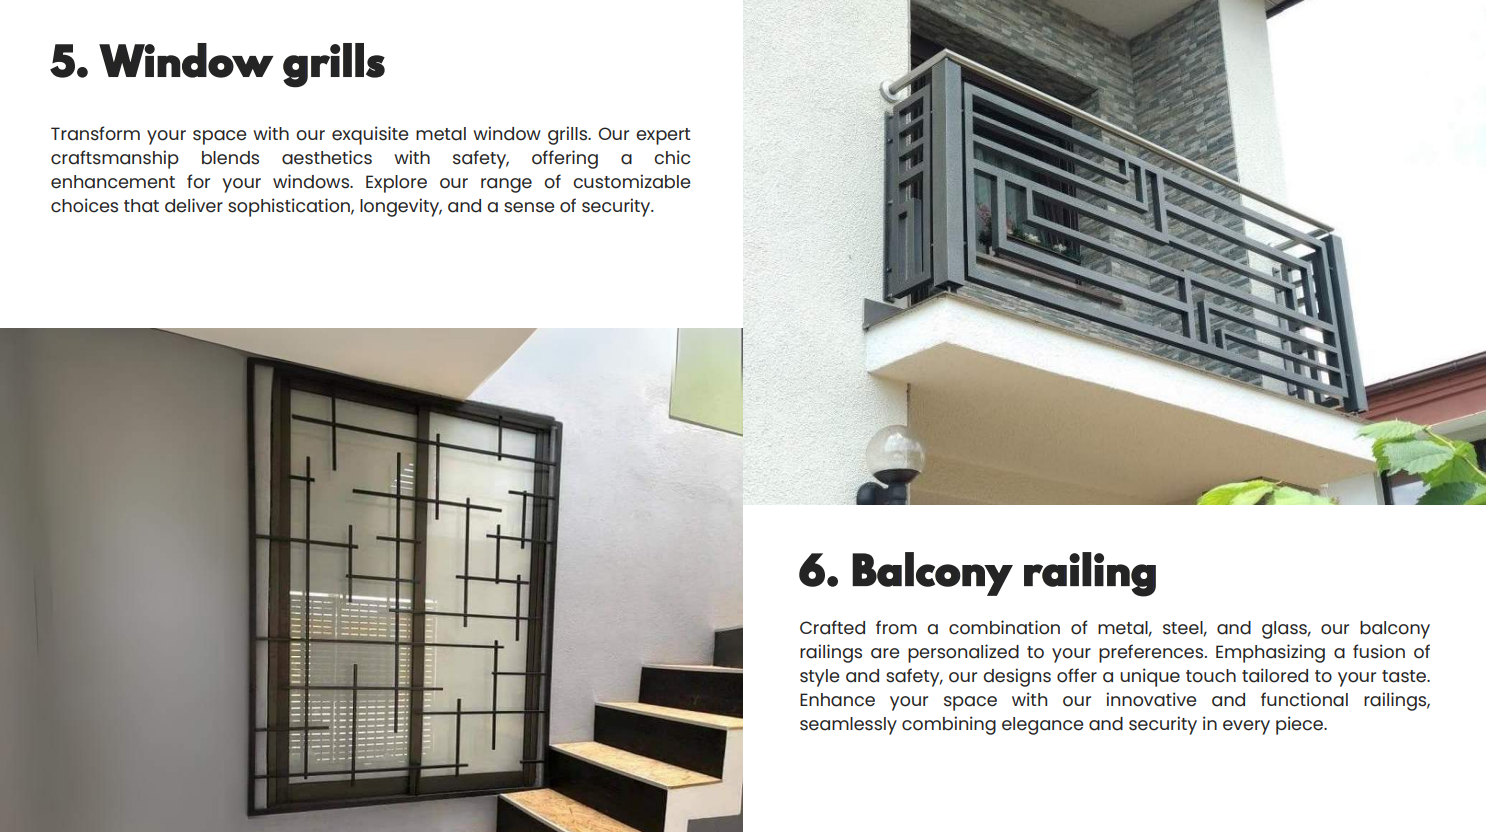 5. Window grills
Transform your space with our exquisite metal window grills. Our expert
craftsmanship blends aesthetics with safety, offering a chic
enhancement for your windows. Explore our range of customizable
choices that deliver sophistication, longevity, and a sense of security.
6. Balcony railing
Crafted from a combination of metal, steel, and glass, our balcony
railings are personalized to your preferences. Emphasizing a fusion of
style and safety, our designs offer a unique touch tailored to your taste.
Enhance your space with our innovative and functional railings,
seamlessly combining elegance and security in every piece.